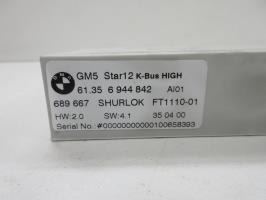 GM5 Star12 K-Bus HIGH
61.35 6 944 842 AI01
689 667 SHURLOK FT1110-01
HW:2.0 SW:4.1 35 04 00
Serial No.: #0000000000100658393